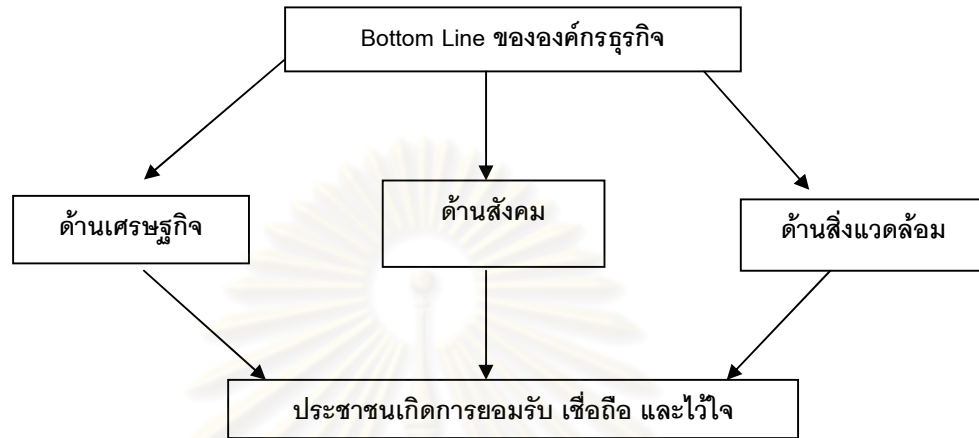 Bottom Line ขององค์กรธุรกิจ
ด้านเศรษฐกิจ
ด้านสังคม
ด้านสิ่งแวดล้อม
ประชาชนเกิดการยอมรับ เชื่อถือ และไว้ใจ